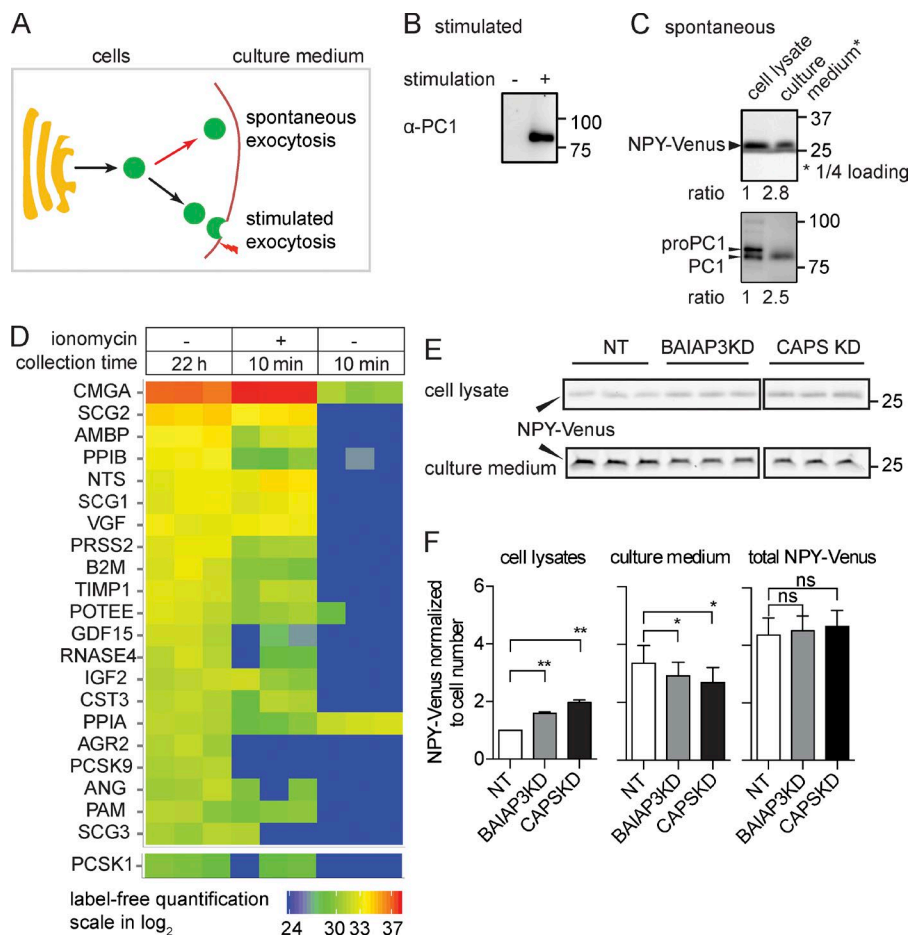 A
cells
culture medium
spontaneous
exocytosis
stimulated
exocytosis
B stimulated
stimulation - +
α-PC1
100
75
C spontaneous
cell lysate
culture
medium*
37
NPY-Venus
25
* 1/4 loading
ratio 1 2.8
100
proPC1
PC1
75
ratio 1 2.5
D
ionomycin - + -
collection time 22 h 10 min 10 min
CMGA
SCG2
AMBP
PPIB
NTS
SCG1
VGF
PRSS2
B2M
TIMP1
POTEE
GDF15
RNASE4
IGF2
CST3
PPIA
AGR2
PCSK9
ANG
PAM
SCG3
PCSK1
label-free quantification
scale in log2
24 30 33 37
E
NT BAIAP3KD CAPS KD
cell lysate
25
NPY-Venus
culture medium
25
F
cell lysates culture medium total NPY-Venus
NPY-Venus normalized
to cell number
6
4
2
0
**
**
*
*
ns
ns
NT
BAIAP3KD
CAPSKD
NT
BAIAP3KD
CAPSKD
NT
BAIAP3KD
CAPSKD